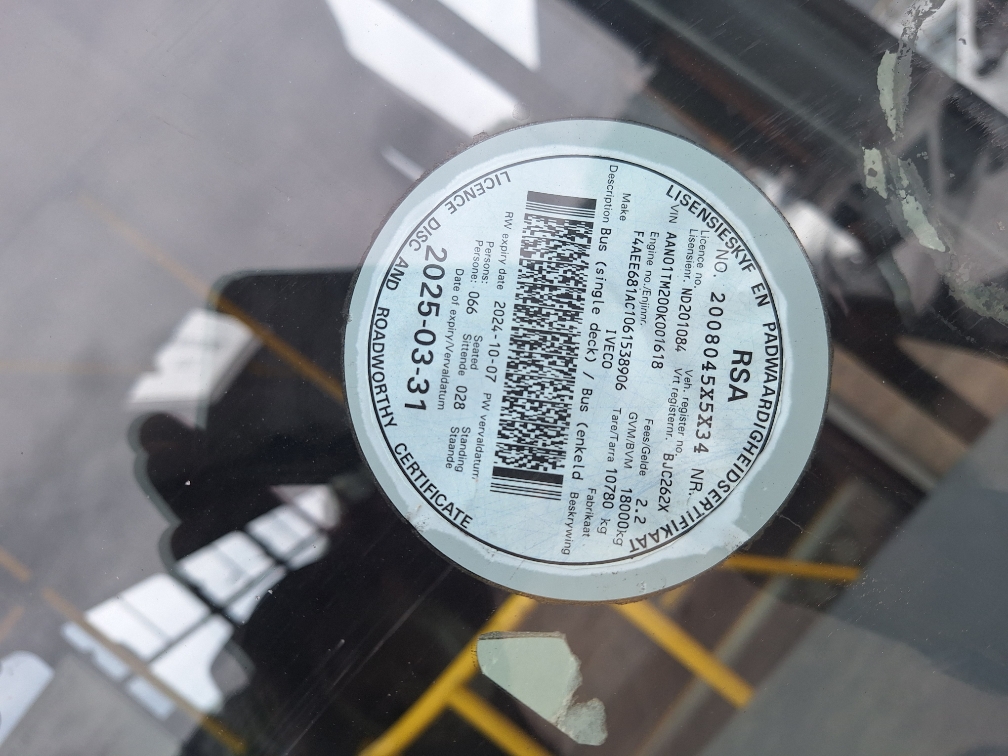 LISENSIESKYF EN PADWAARDIGHEIDSERTIFIKAAT
RSA
NO. 2008045X5X34 NR.
Licence no. Veh. register no.
Lisensienr. ND201084 Vrt registernr. BJC262X
VIN AAN01TM200K001618 Fees/Gelde 2.2
Engine no./Enjinnr. GVM/BVM 18000kg
F4AEE681AC1061538906 Tare/Tarra 10780 kg
Make IVECO Fabrikaat
Description Bus (single deck) / Bus (enkeld Beskrywing
RW expiry date 2024-10-07 PW vervaldatum
Persons: Seated Standing
Persone: 066 Sittende 028 Staande
Date of expiry/Vervaldatum
2025-03-31
LICENCE DISC AND ROADWORTHY CERTIFICATE